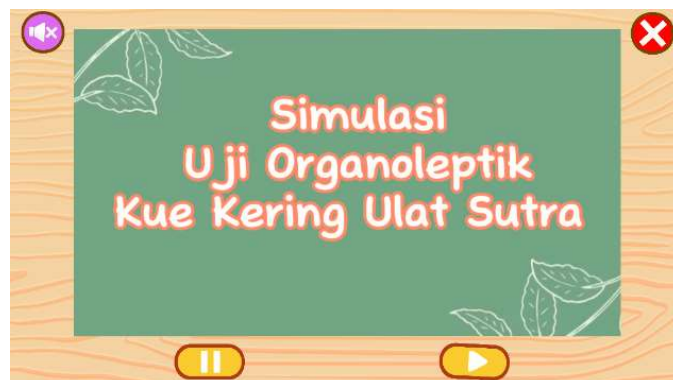 Simulasi
Uji Organoleptik
Kue Kering Ulat Sutra